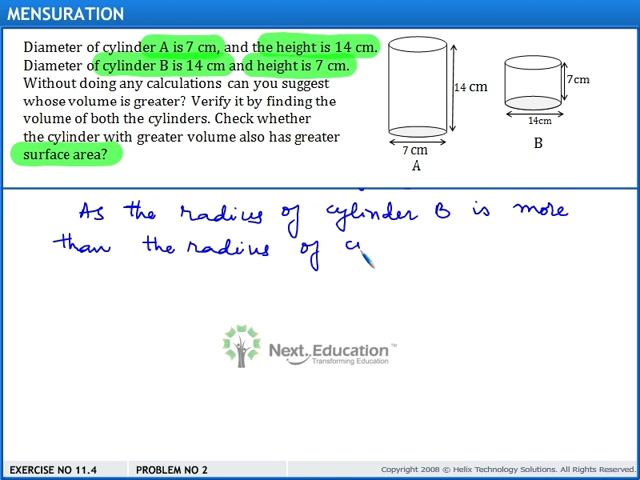 MENSURATION
Diameter of cylinder A is 7 cm, and the height is 14 cm.
Diameter of cylinder B is 14 cm and height is 7 cm.
Without doing any calculations can you suggest
whose volume is greater? Verify it by finding the
volume of both the cylinders. Check whether
the cylinder with greater volume also has greater
surface area?
14 cm
7 cm
A
7cm
14cm
B
As the radius of cylinder B is more
than the radius of
Next Education™
Transforming Education
EXERCISE NO 11.4
PROBLEM NO 2
Copyright 2008 © Helix Technology Solutions. All Rights Reserved.